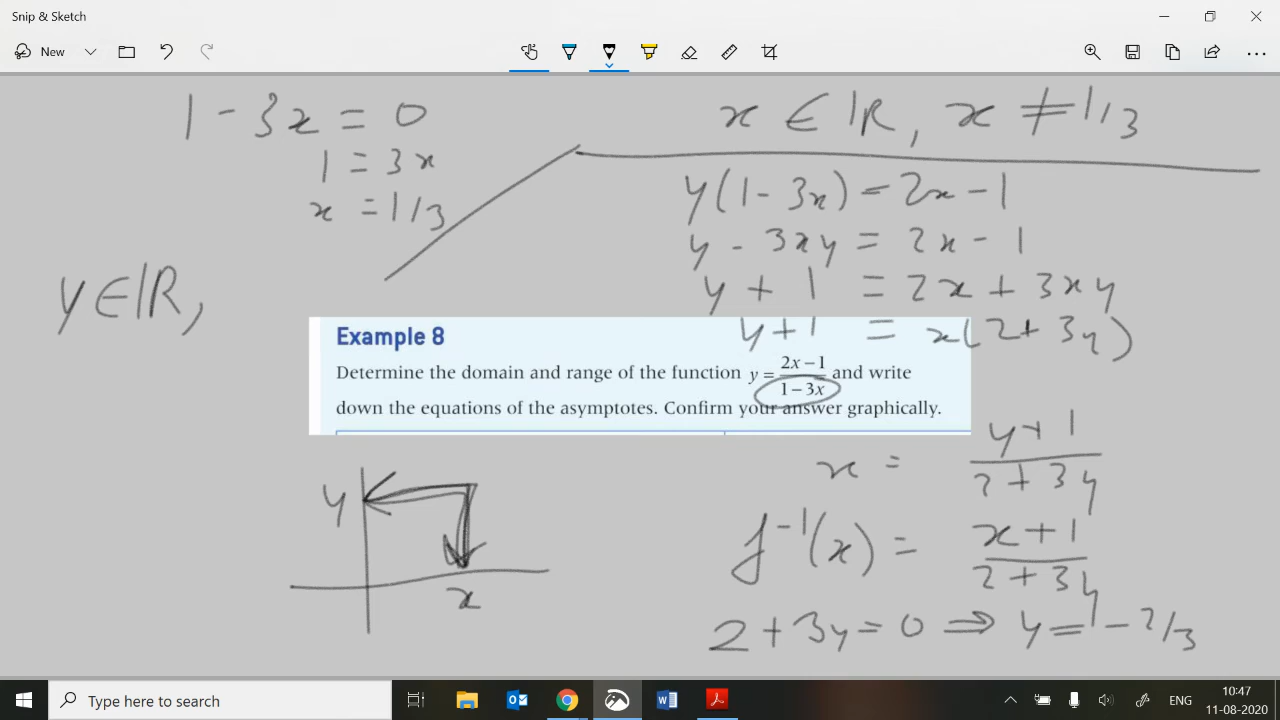 Snip & Sketch
New
1 - 3x = 0
1 = 3x
x = 1/3
x ∈ ℝ, x ≠ 1/3
y(1 - 3x) = 2x - 1
y - 3xy = 2x - 1
y + 1 = 2x + 3xy
y + 1 = x(2 + 3y)
y ∈ ℝ,
Example 8
Determine the domain and range of the function y = (2x − 1)/(1 − 3x) and write
down the equations of the asymptotes. Confirm your answer graphically.
x = (y + 1)/(2 + 3y)
y
x
f⁻¹(x) = (x + 1)/(2 + 3y)
2 + 3y = 0 ⇒ y = - 2/3
Type here to search
ENG
10:47
11-08-2020